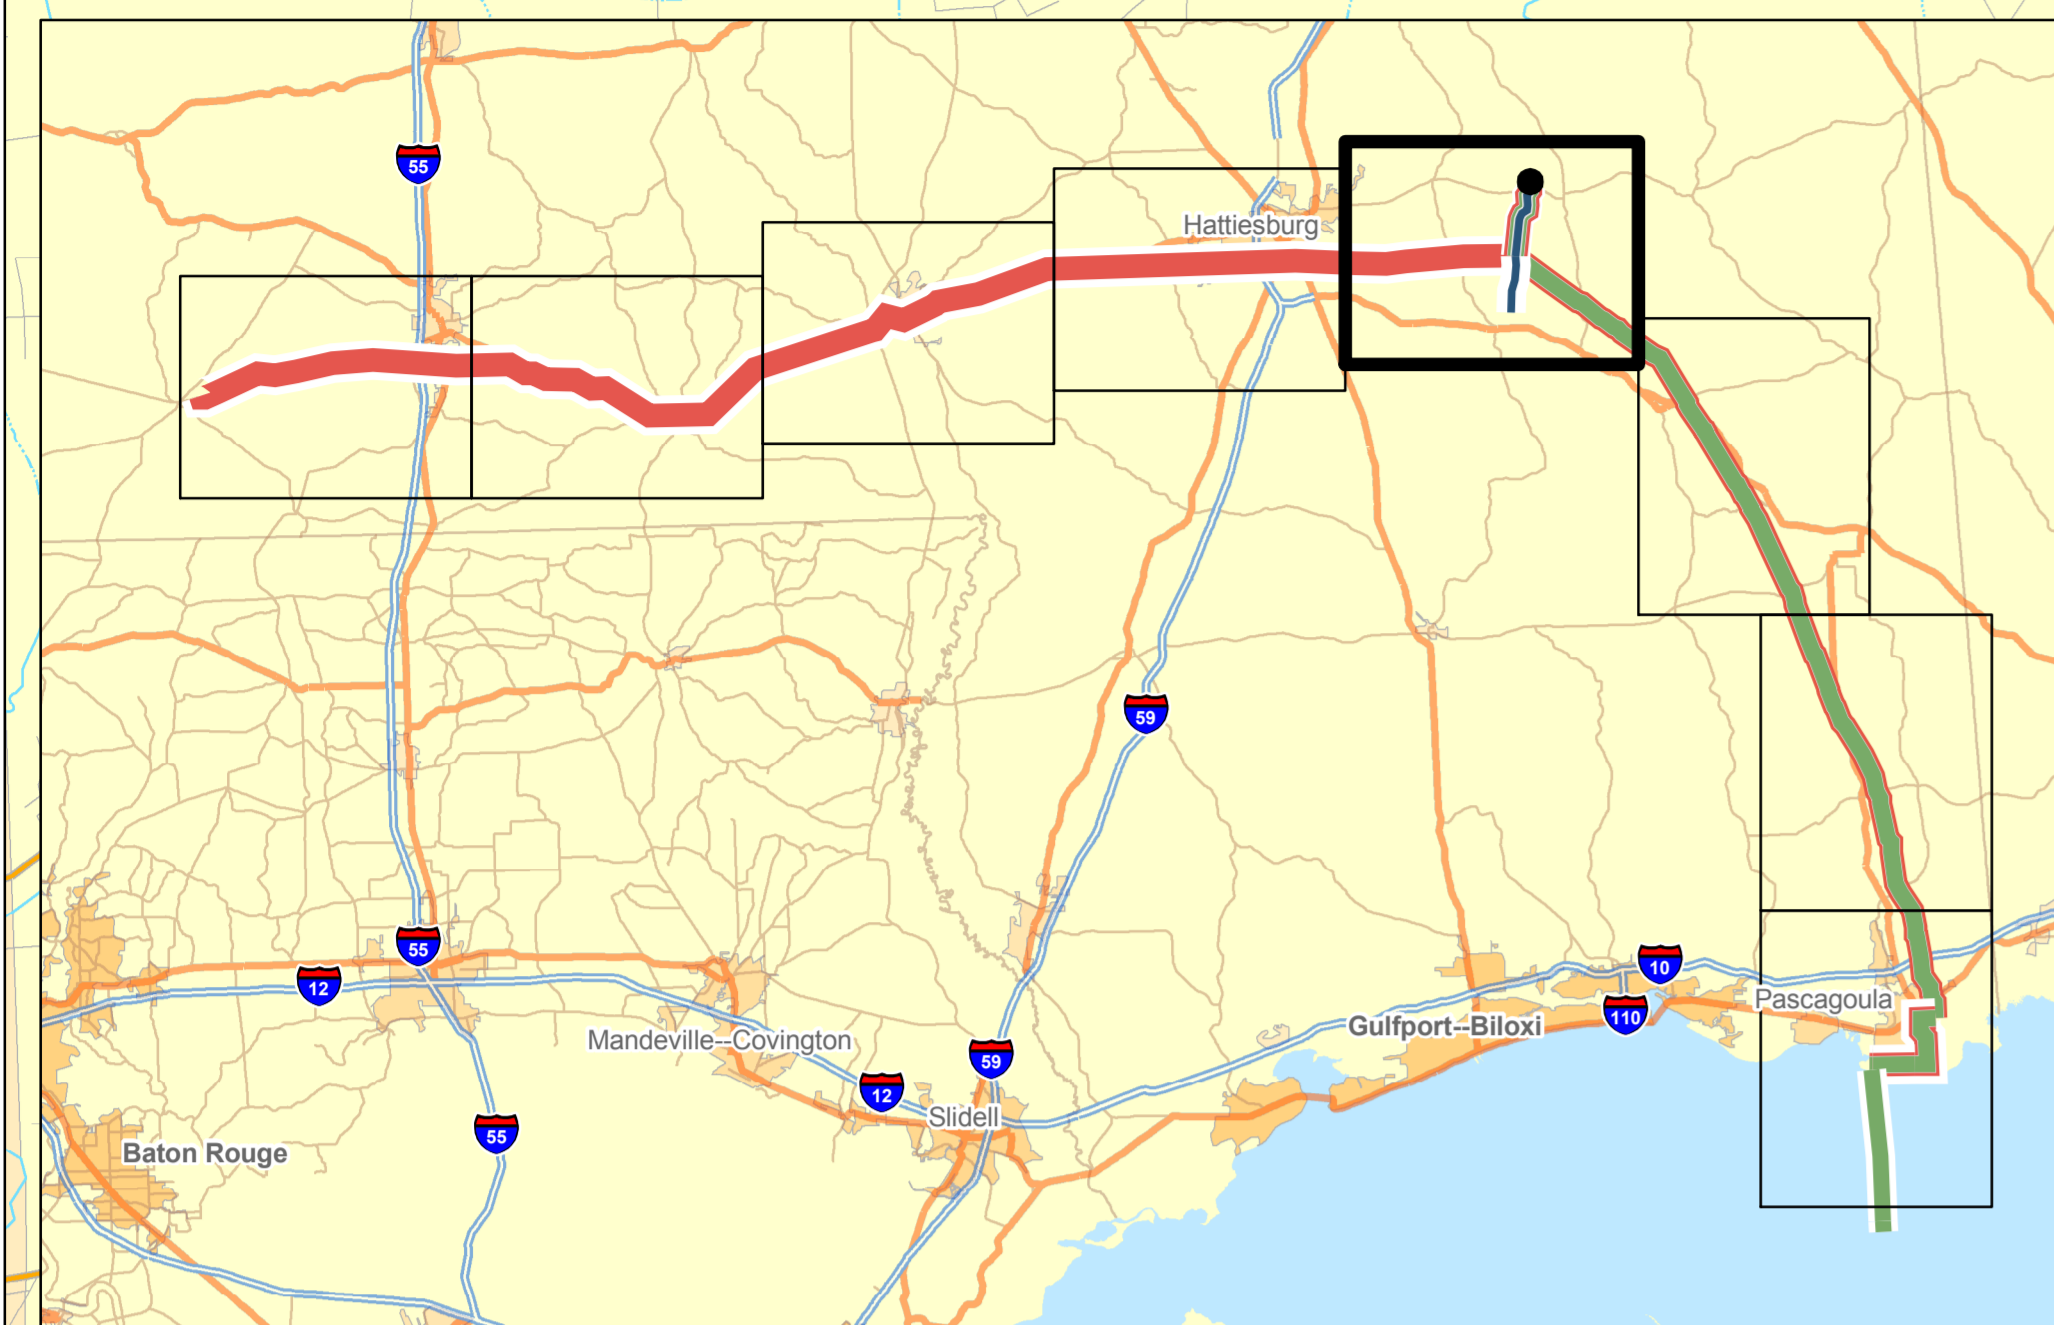 55
Hattiesburg
59
55
12
10
110
Pascagoula
Gulfport--Biloxi
Mandeville--Covington
59
12
Slidell
55
Baton Rouge